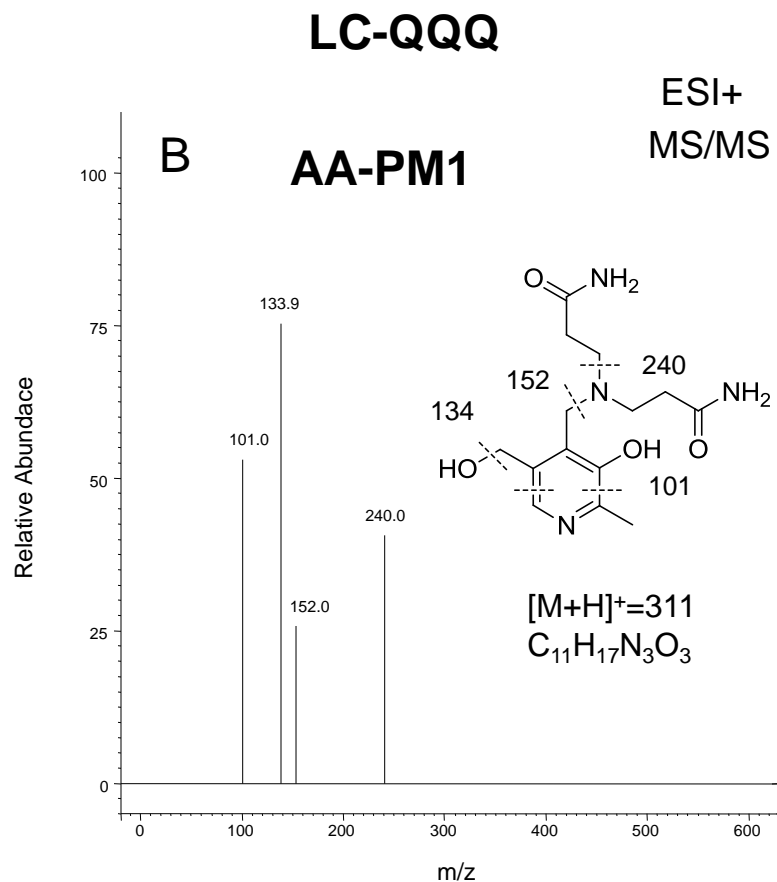 LC-QQQ
ESI+
MS/MS
B
AA-PM1
100
75
50
25
0
Relative Abundace
133.9
101.0
152.0
240.0
O
NH₂
240
152
N
NH₂
O
134
HO
OH
101
N
[M+H]⁺=311
C₁₁H₁₇N₃O₃
0
100
200
300
400
500
600
m/z